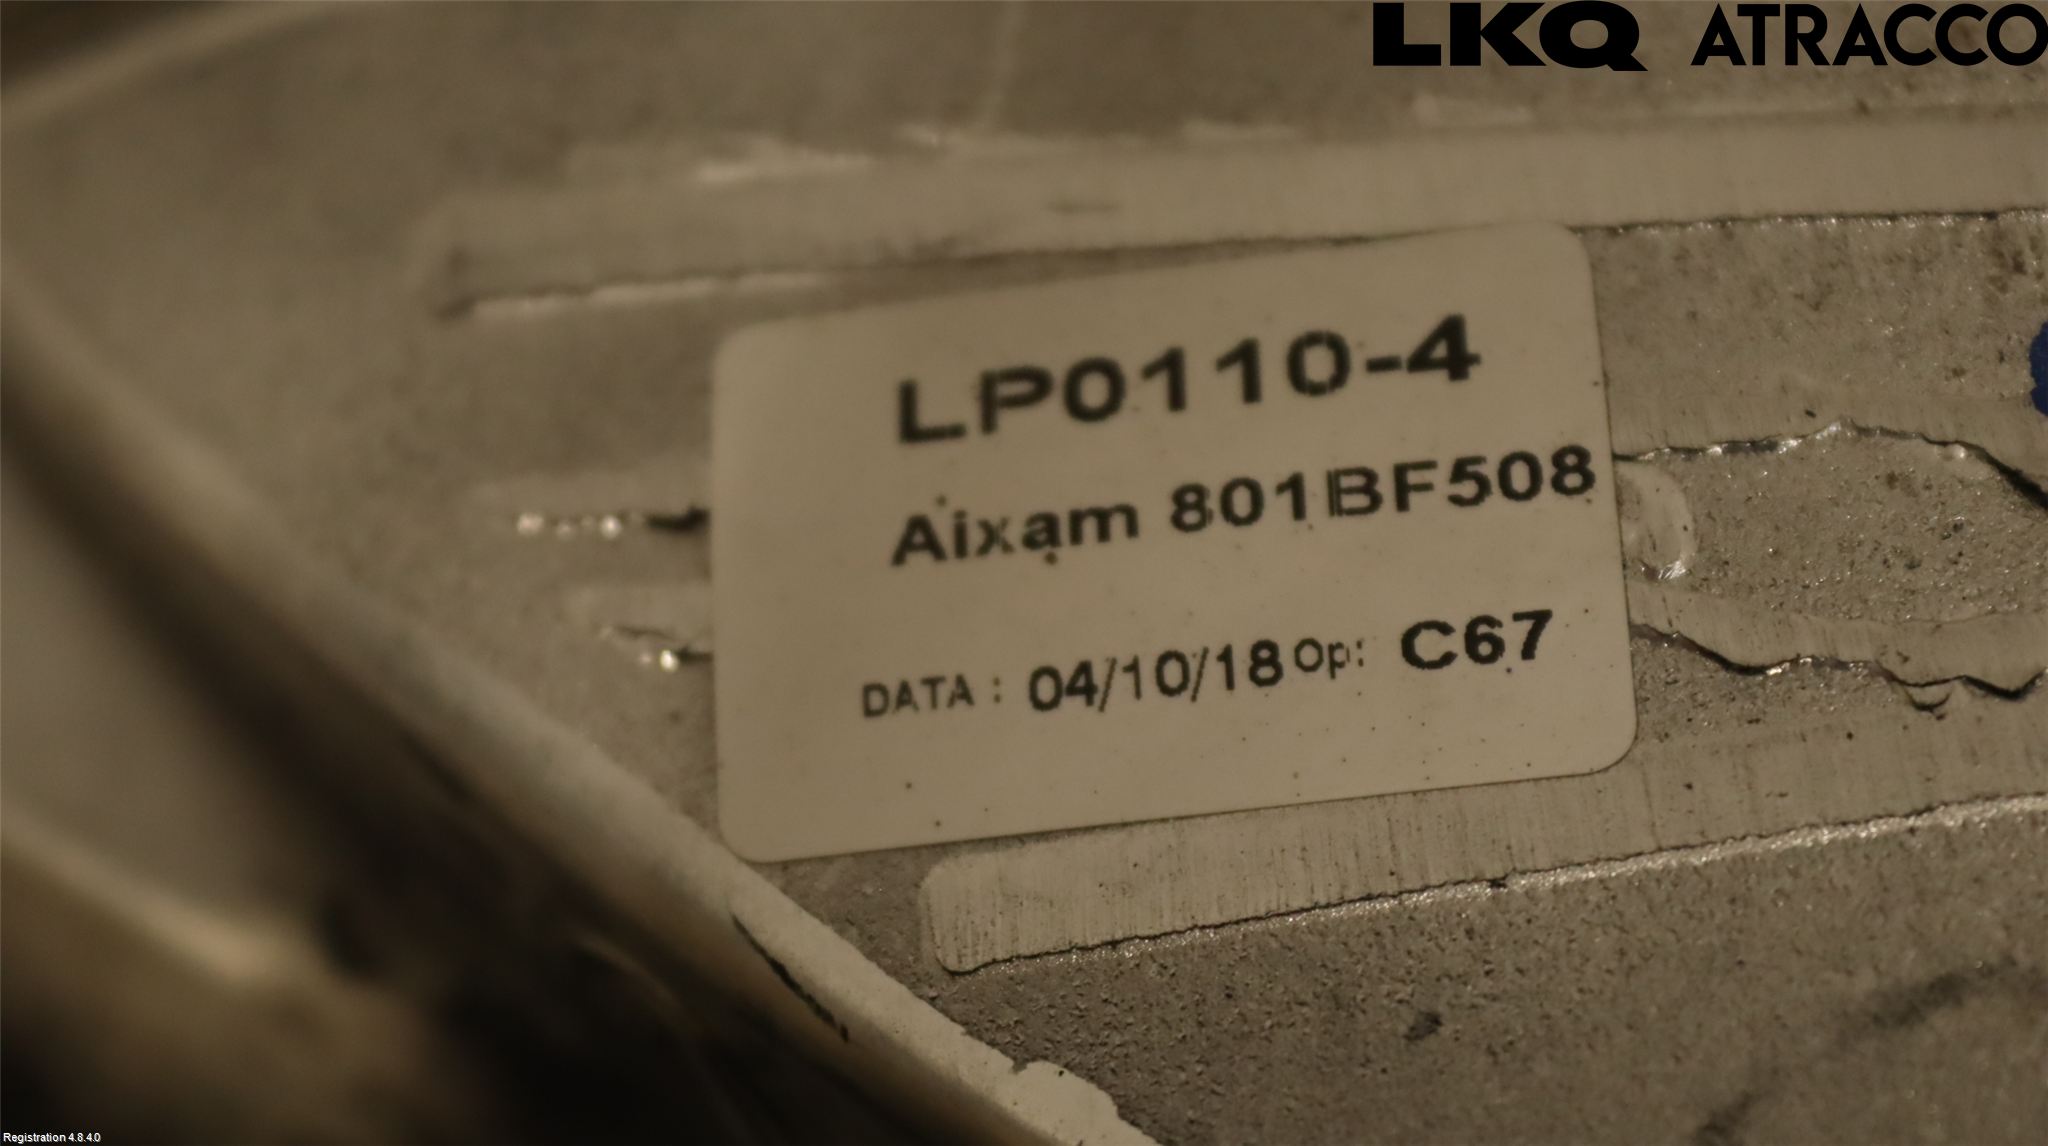 LKQ ATRACCO
LP0110-4
Aixam 801BF508
DATA : 04/10/18 Op: C67
Registration 4.8.4.0